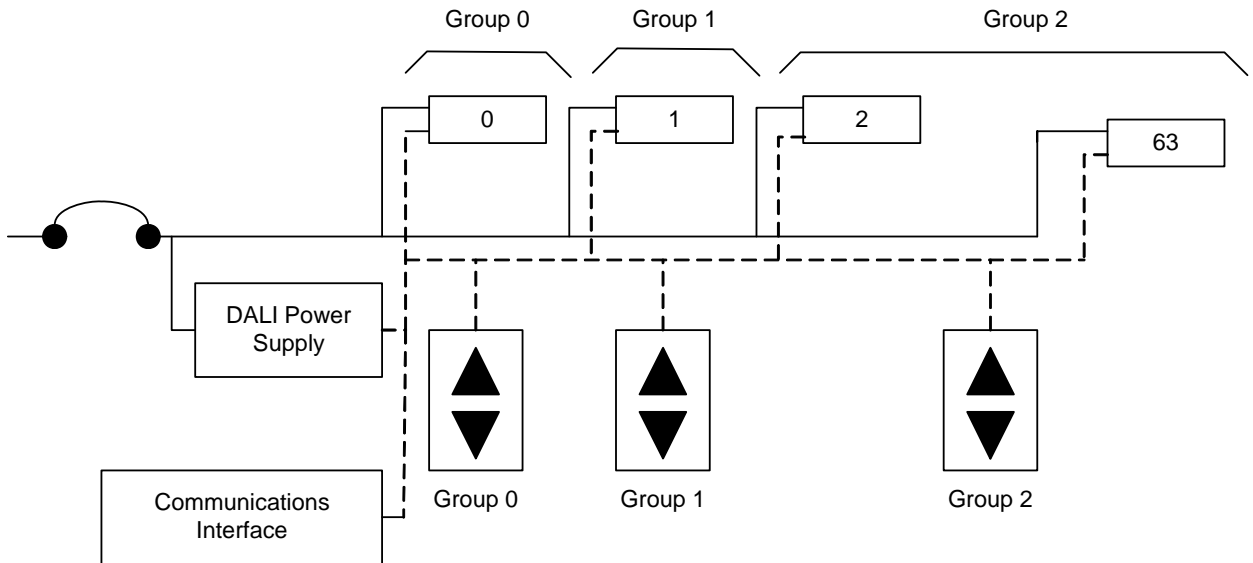 Group 0
Group 1
Group 2
0
1
2
63
DALI Power
Supply
Group 0
Group 1
Group 2
Communications
Interface